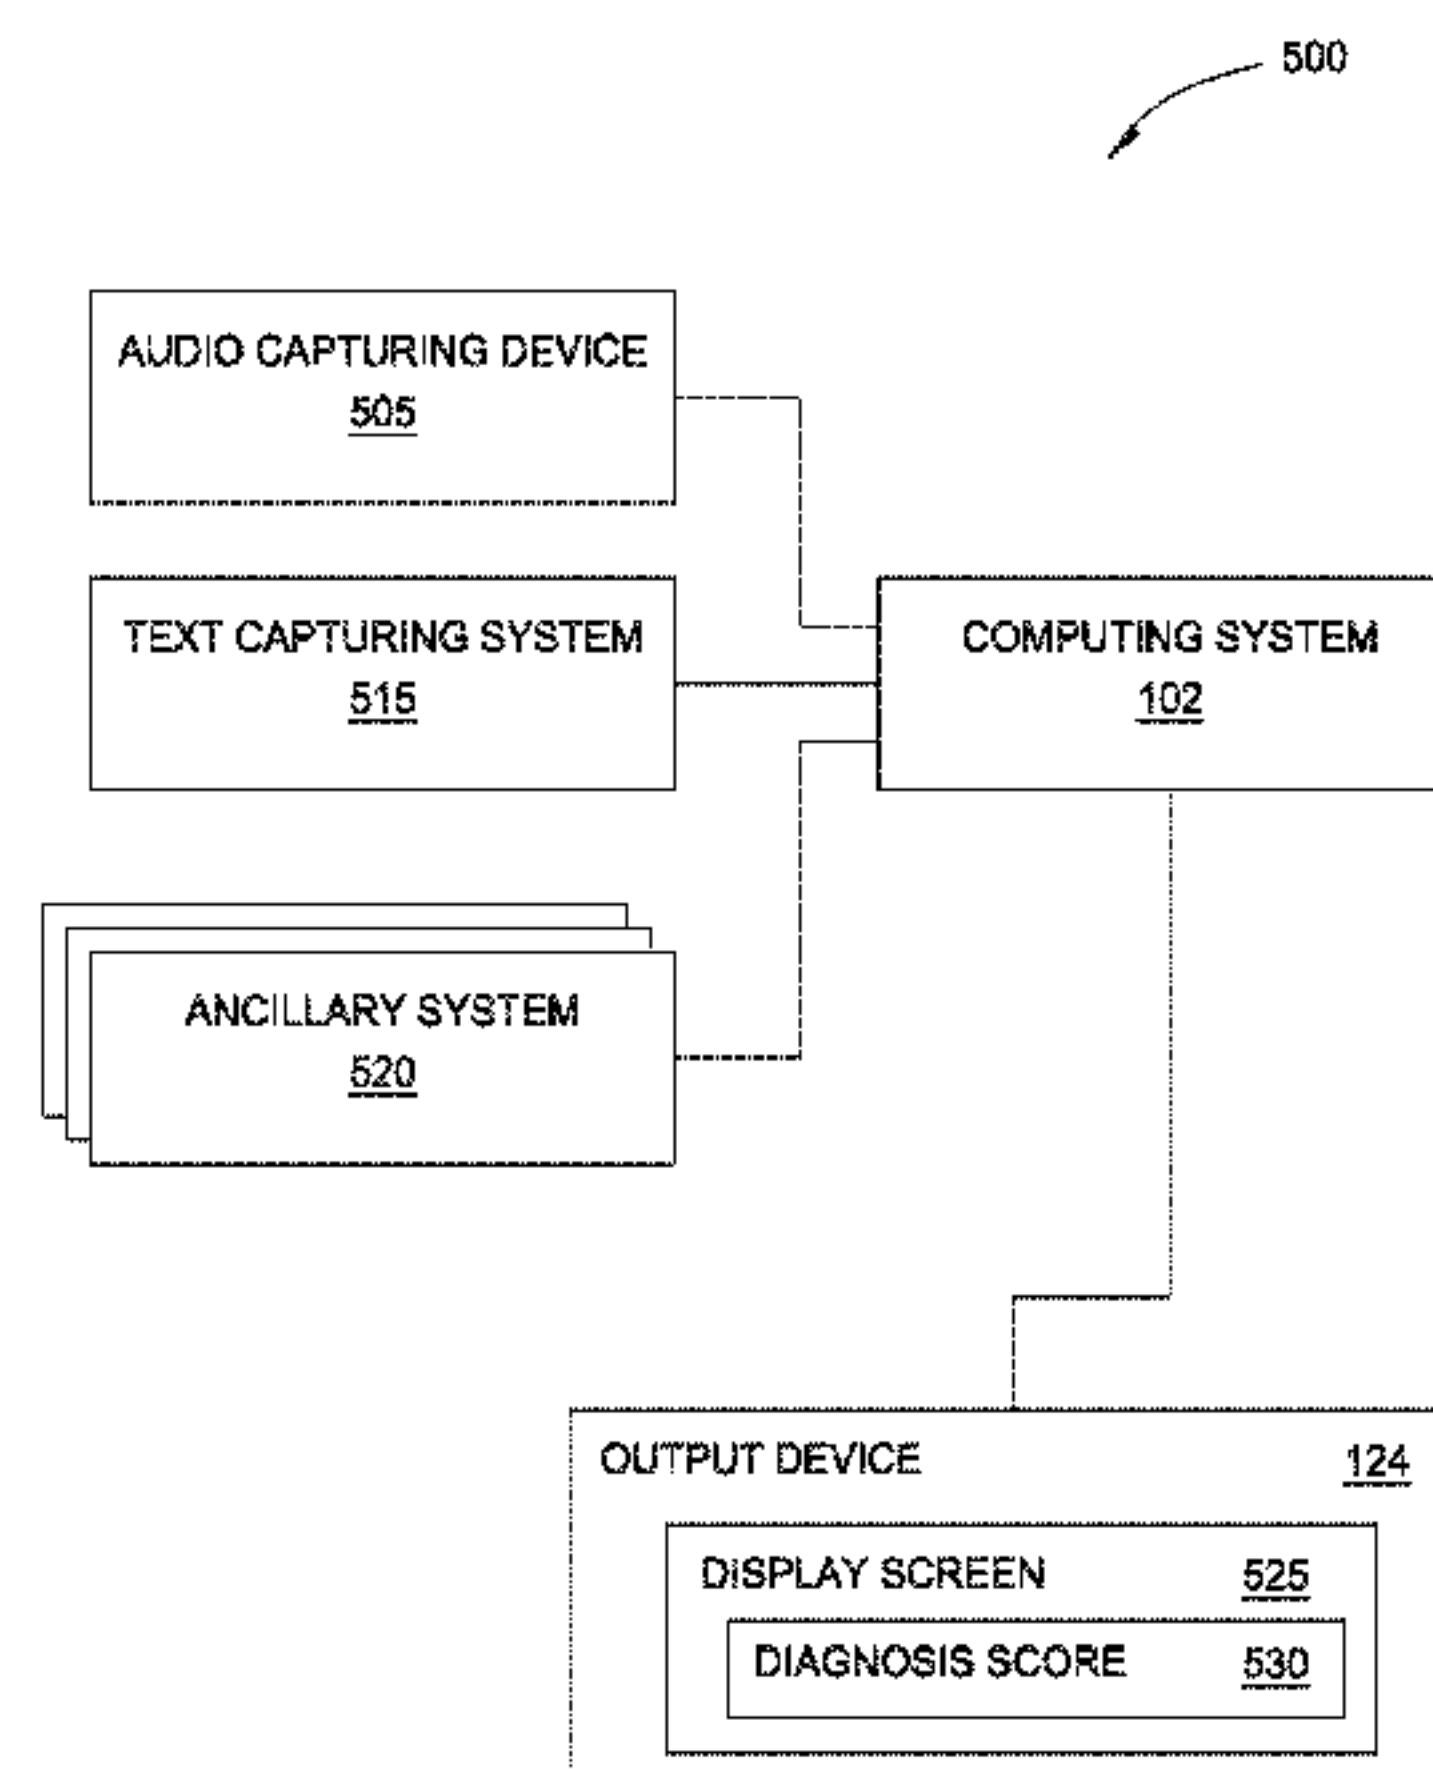 500
AUDIO CAPTURING DEVICE
505
TEXT CAPTURING SYSTEM
515
COMPUTING SYSTEM
102
ANCILLARY SYSTEM
520
OUTPUT DEVICE 124
DISPLAY SCREEN 525
DIAGNOSIS SCORE 530